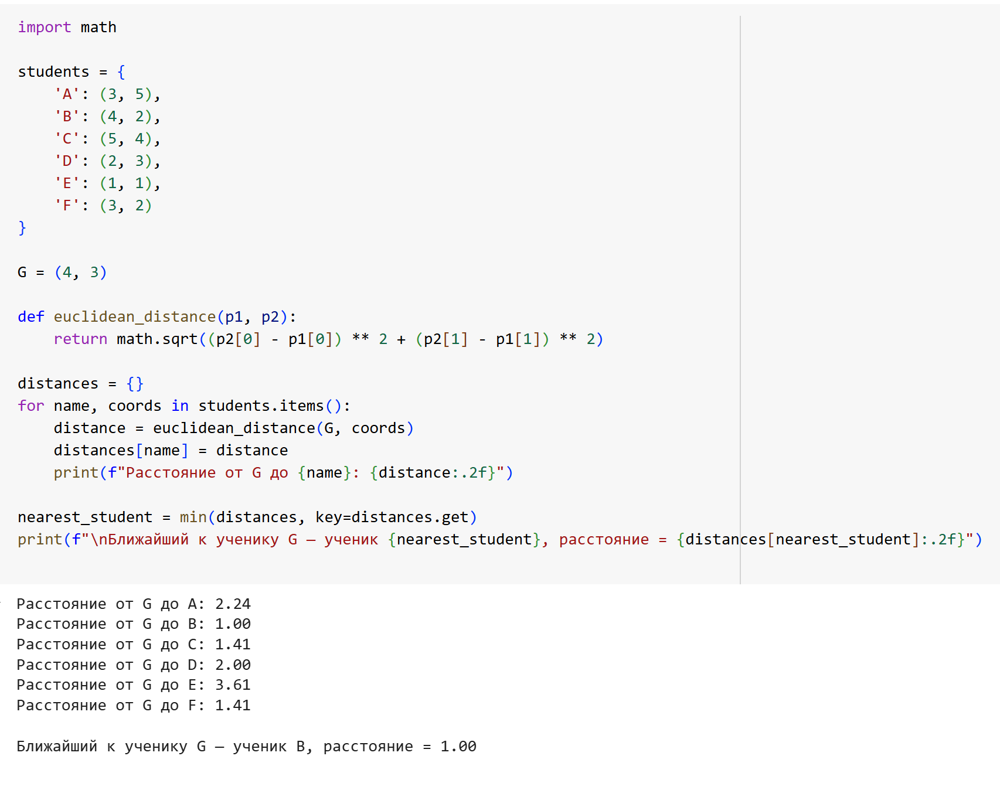 import math
students = {
    'A': (3, 5),
    'B': (4, 2),
    'C': (5, 4),
    'D': (2, 3),
    'E': (1, 1),
    'F': (3, 2)
}
G = (4, 3)
def euclidean_distance(p1, p2):
    return math.sqrt((p2[0] - p1[0]) ** 2 + (p2[1] - p1[1]) ** 2)
distances = {}
for name, coords in students.items():
    distance = euclidean_distance(G, coords)
    distances[name] = distance
    print(f"Расстояние от G до {name}: {distance:.2f}")
nearest_student = min(distances, key=distances.get)
print(f"\nБлижайший к ученику G — ученик {nearest_student}, расстояние = {distances[nearest_student]:.2f}")
Расстояние от G до A: 2.24
Расстояние от G до B: 1.00
Расстояние от G до C: 1.41
Расстояние от G до D: 2.00
Расстояние от G до E: 3.61
Расстояние от G до F: 1.41
Ближайший к ученику G — ученик B, расстояние = 1.00